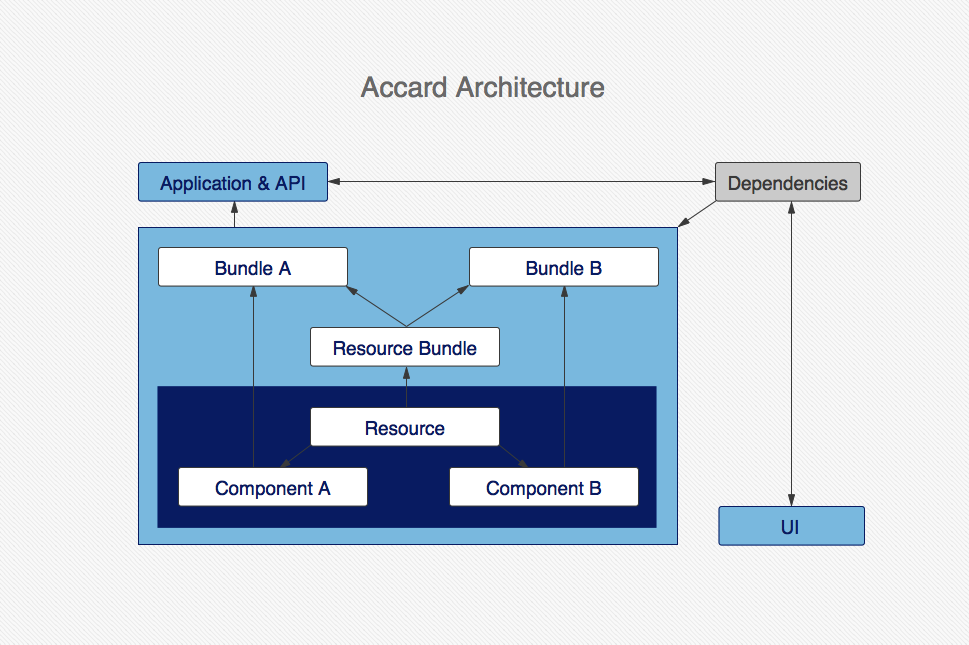 Accard Architecture
Application & API
Dependencies
Bundle A
Bundle B
Resource Bundle
Resource
Component A
Component B
UI